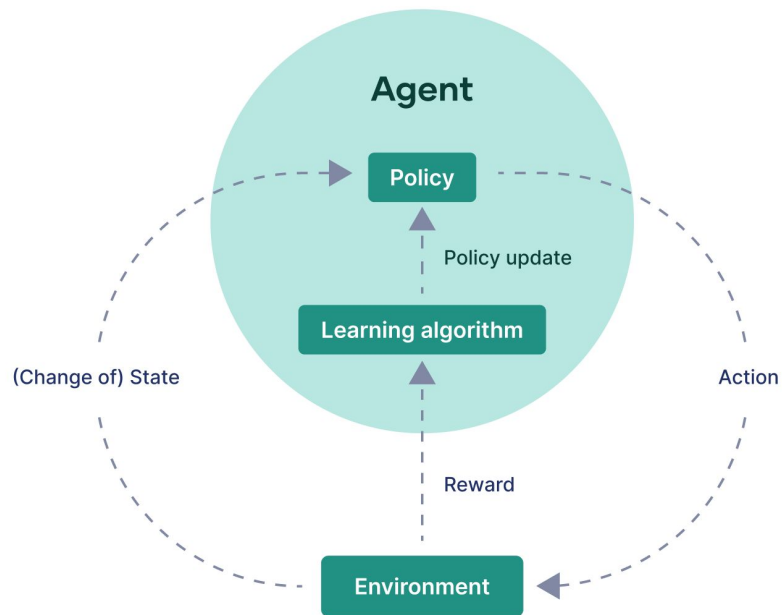 Agent
Policy
Policy update
Learning algorithm
(Change of) State
Action
Reward
Environment